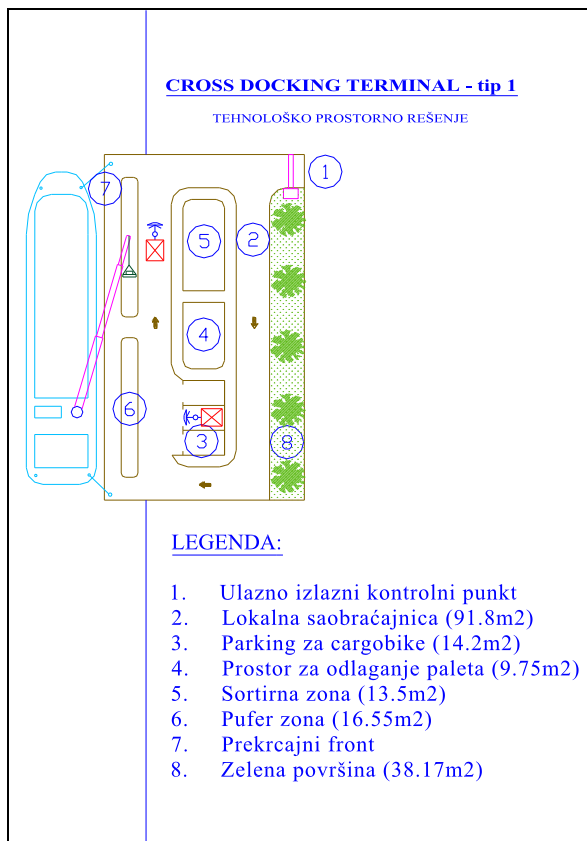 CROSS DOCKING TERMINAL - tip 1
TEHNOLOŠKO PROSTORNO REŠENJE
1
7
5
2
4
6
3
8
LEGENDA:
1. Ulazno izlazni kontrolni punkt
2. Lokalna saobraćajnica (91.8m2)
3. Parking za cargobike (14.2m2)
4. Prostor za odlaganje paleta (9.75m2)
5. Sortirna zona (13.5m2)
6. Pufer zona (16.55m2)
7. Prekrcajni front
8. Zelena površina (38.17m2)